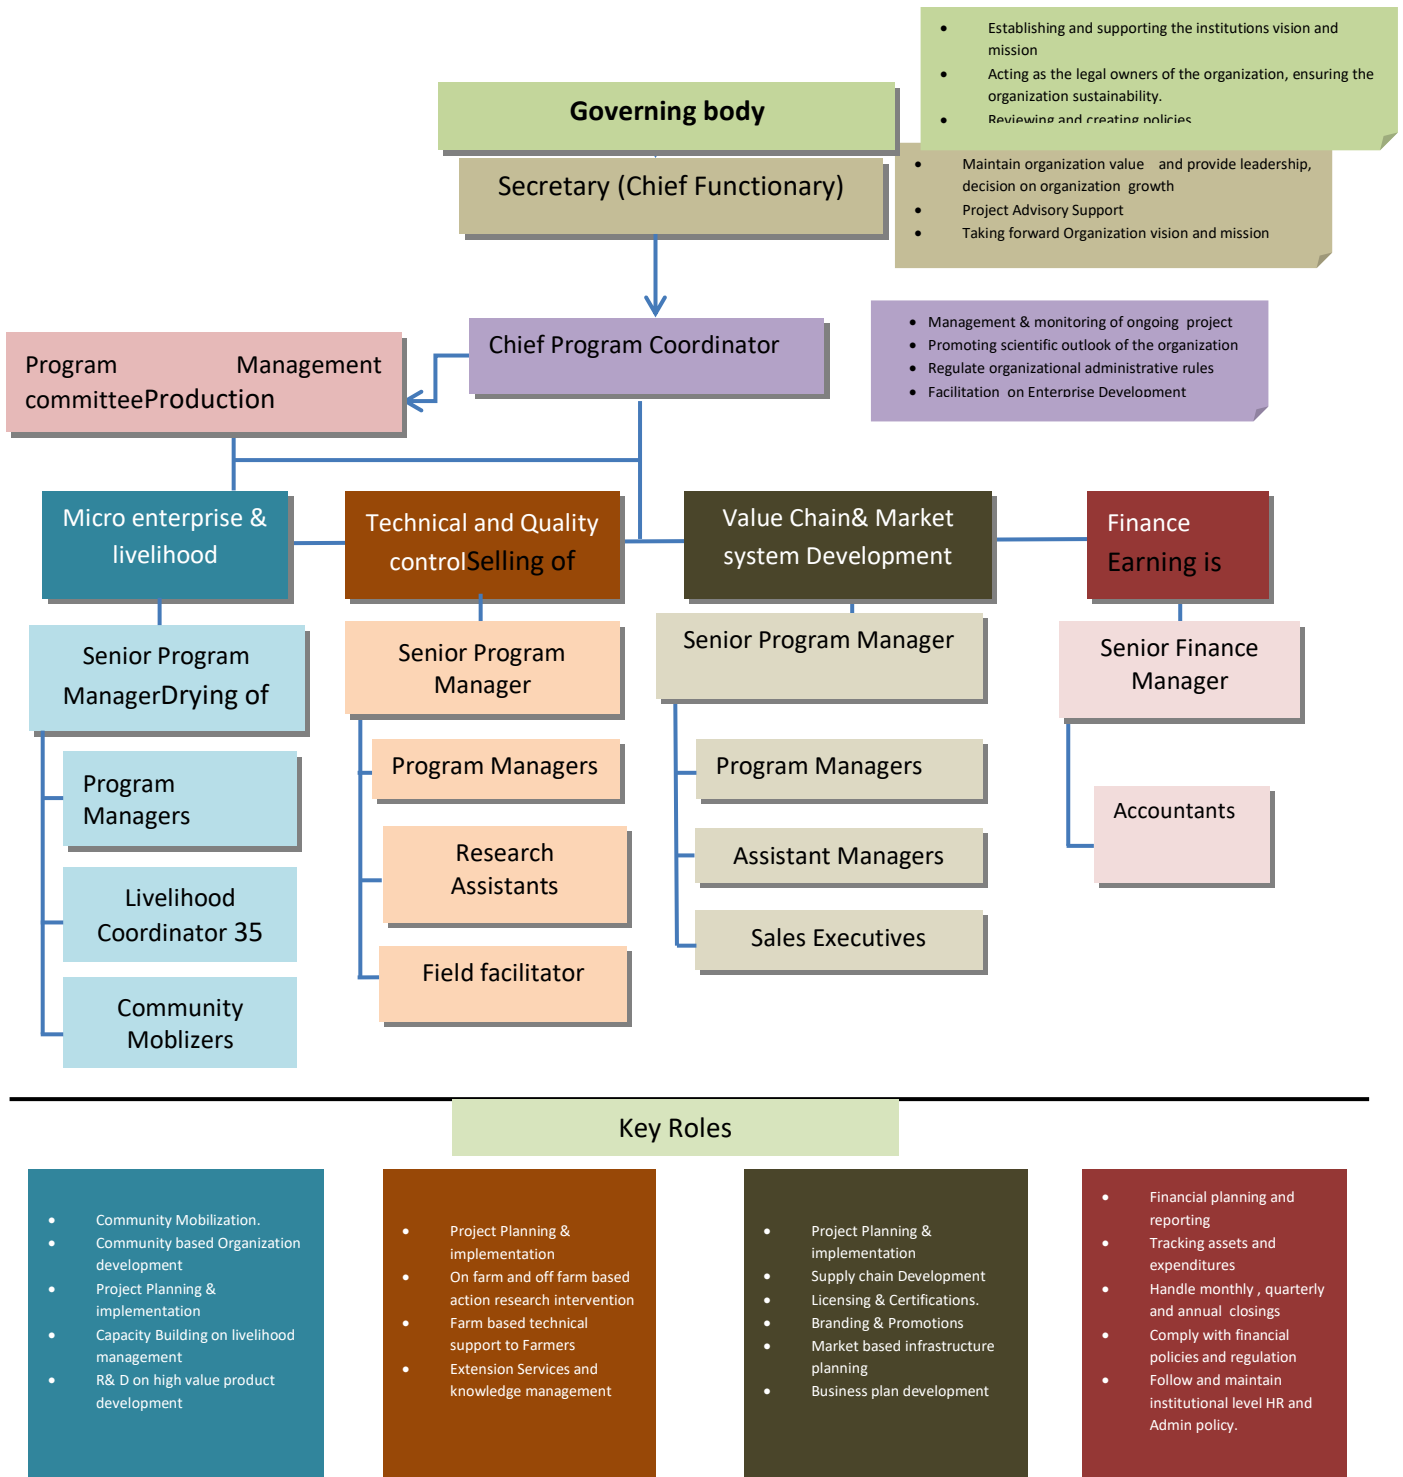 Establishing and supporting the institutions vision and
mission
Acting as the legal owners of the organization, ensuring the
organization sustainability.
Reviewing and creating policies
Governing body
Secretary (Chief Functionary)
Maintain organization value and provide leadership,
decision on organization growth
Project Advisory Support
Taking forward Organization vision and mission
Chief Program Coordinator
Management & monitoring of ongoing project
Promoting scientific outlook of the organization
Regulate organizational administrative rules
Facilitation on Enterprise Development
Program Management
committeeProduction
Micro enterprise &
livelihood
Technical and Quality
controlSelling of
Value Chain& Market
system Development
Finance
Earning is
Senior Program
ManagerDrying of
Program
Managers
Livelihood
Coordinator 35
Community
Moblizers
Senior Program
Manager
Program Managers
Research
Assistants
Field facilitator
Senior Program Manager
Program Managers
Assistant Managers
Sales Executives
Senior Finance
Manager
Accountants
Key Roles
Community Mobilization.
Community based Organization
development
Project Planning &
implementation
Capacity Building on livelihood
management
R& D on high value product
development
Project Planning &
implementation
On farm and off farm based
action research intervention
Farm based technical
support to Farmers
Extension Services and
knowledge management
Project Planning &
implementation
Supply chain Development
Licensing & Certifications.
Branding & Promotions
Market based infrastructure
planning
Business plan development
Financial planning and
reporting
Tracking assets and
expenditures
Handle monthly , quarterly
and annual closings
Comply with financial
policies and regulation
Follow and maintain
institutional level HR and
Admin policy.